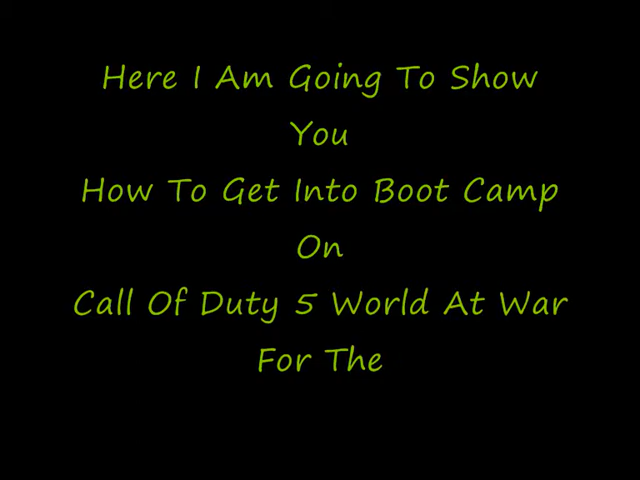 Here I Am Going To Show
You
How To Get Into Boot Camp
On
Call Of Duty 5 World At War
For The